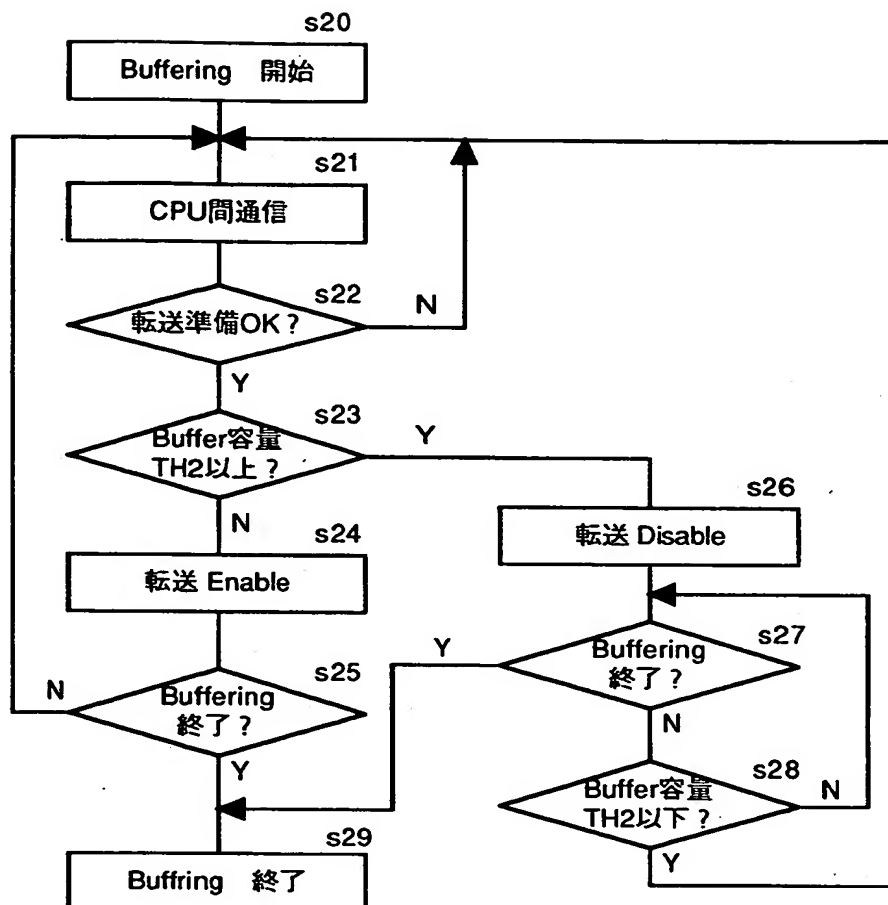 s20
Buffering 開始
s21
CPU間通信
s22
転送準備OK?
N
Y
s23
Buffer容量
TH2以上?
Y
N
s24
転送 Enable
s25
Buffering
終了?
N
Y
s26
転送 Disable
s27
Buffering
終了?
Y
N
s28
Buffer容量
TH2以下?
N
Y
s29
Buffring 終了